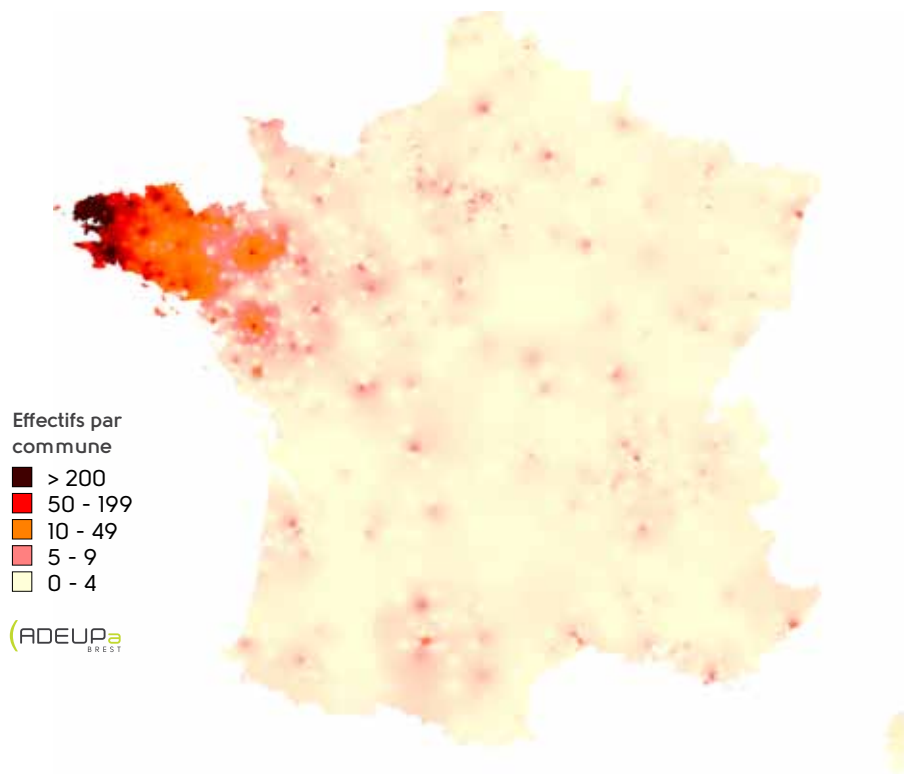 Effectifs par
commune
> 200
50 - 199
10 - 49
5 - 9
0 - 4
ADEUPa
BREST